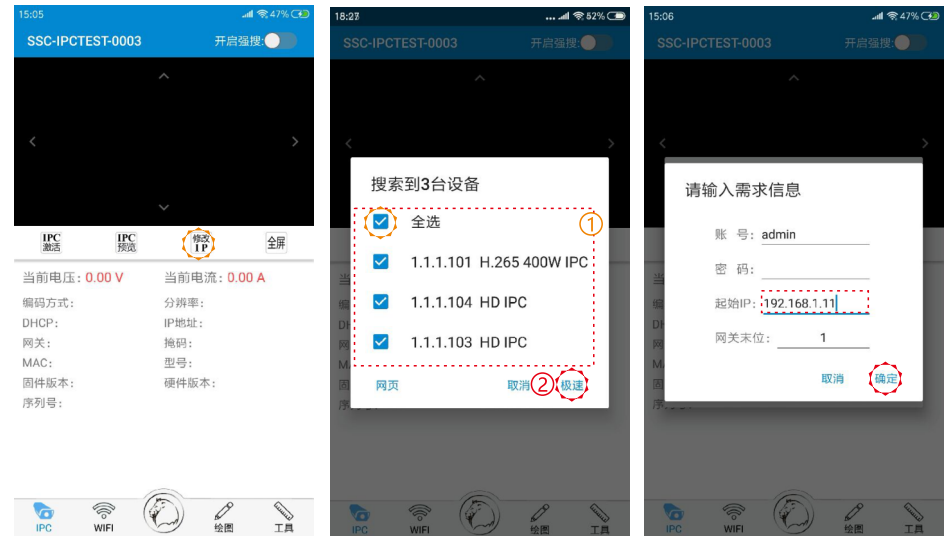 15:05
47%
SSC-IPCTEST-0003
开启强搜:
IPC
激活
IPC
预览
修改
I P
全屏
当前电压: 0.00 V
当前电流: 0.00 A
编码方式:
分辨率:
DHCP:
IP地址:
网关:
掩码:
MAC:
型号:
固件版本:
硬件版本:
序列号:
IPC
WIFI
绘图
工具
18:27
... 52%
SSC-IPCTEST-0003
开启强搜:
搜索到3台设备
全选
①
1.1.1.101 H.265 400W IPC
1.1.1.104 HD IPC
1.1.1.103 HD IPC
网页
取消
②
极速
IPC
WIFI
绘图
工具
15:06
47%
SSC-IPCTEST-0003
开启强搜:
请输入需求信息
账 号: admin
密 码:
起始IP: 192.168.1.11
网关末位: 1
取消
确定
IPC
WIFI
绘图
工具